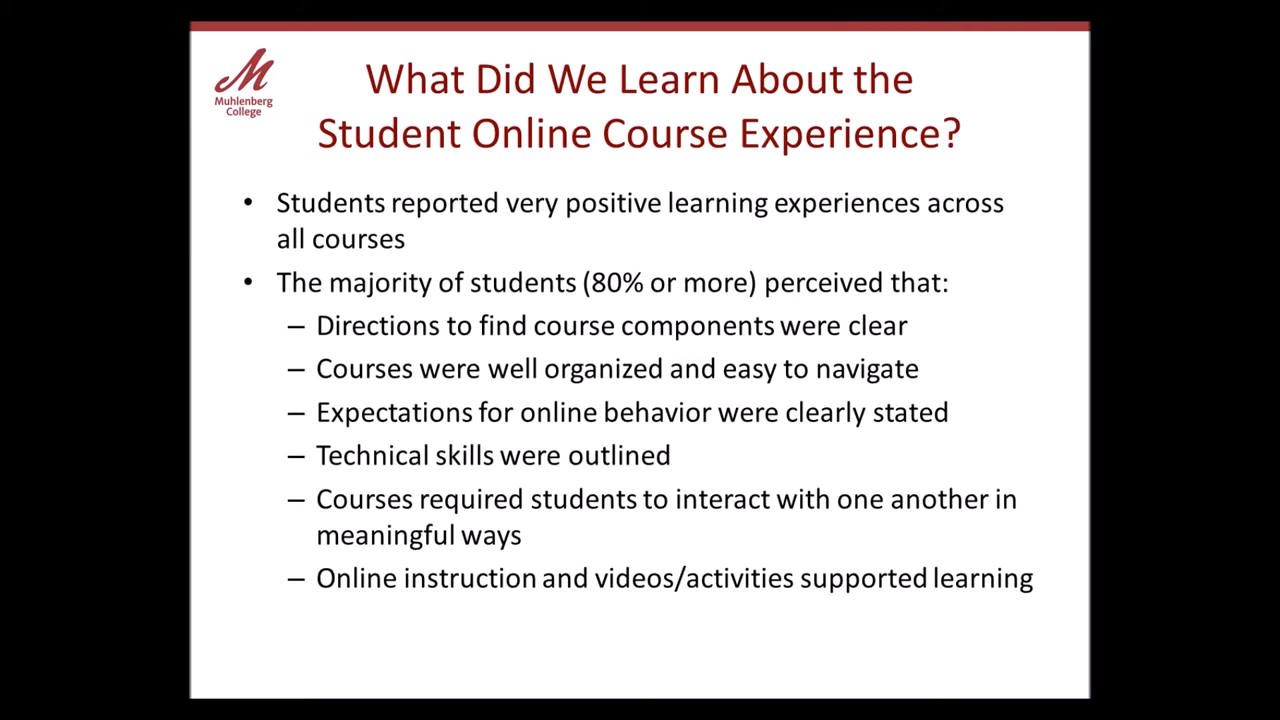 M
Muhlenberg
College
What Did We Learn About the
Student Online Course Experience?
• Students reported very positive learning experiences across
all courses
• The majority of students (80% or more) perceived that:
– Directions to find course components were clear
– Courses were well organized and easy to navigate
– Expectations for online behavior were clearly stated
– Technical skills were outlined
– Courses required students to interact with one another in
meaningful ways
– Online instruction and videos/activities supported learning